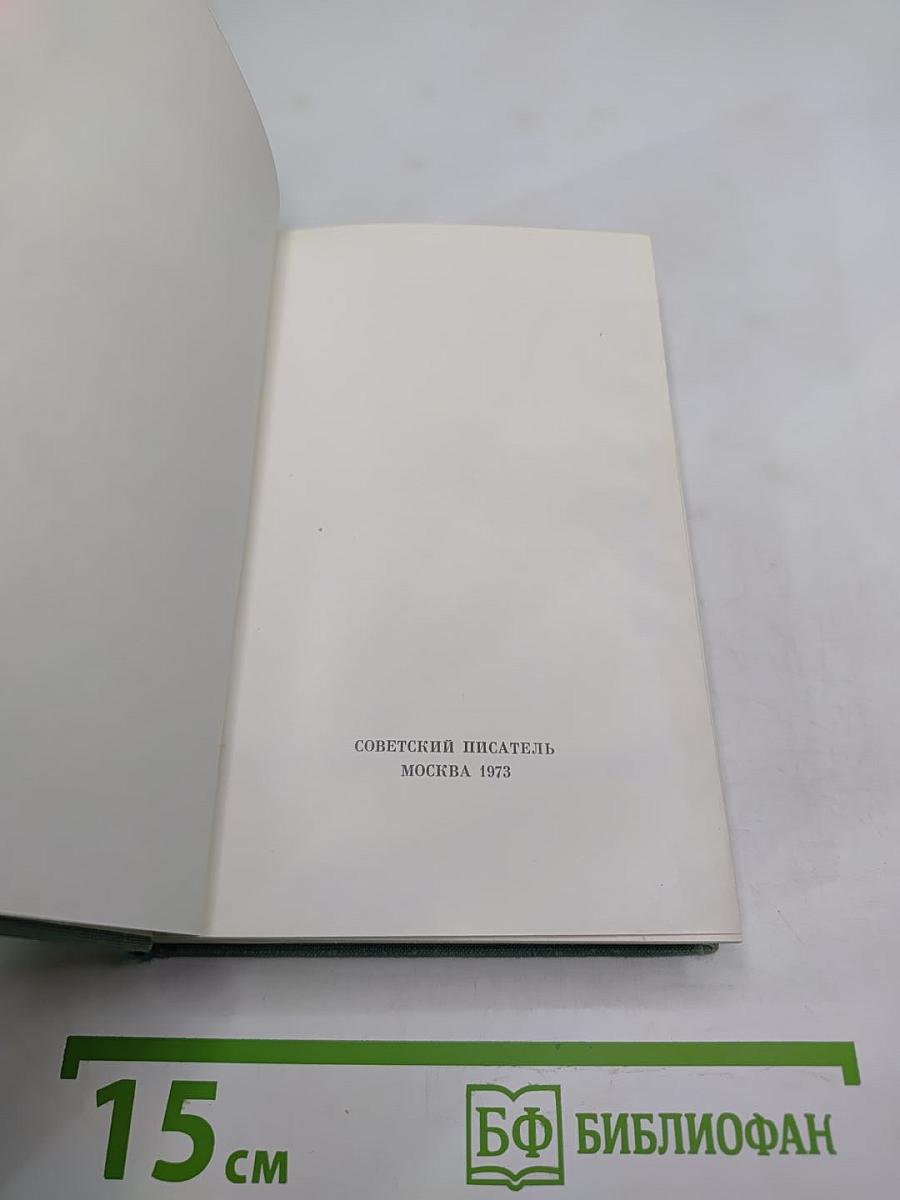 СОВЕТСКИЙ ПИСАТЕЛЬ
МОСКВА 1973
15 см
БФ БИБЛИОФАН